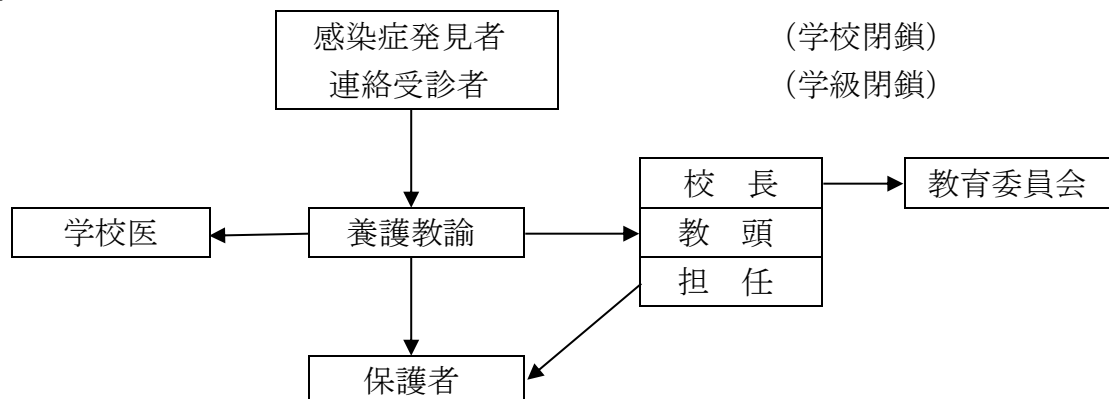 感染症発見者
連絡受診者
（学校閉鎖）
（学級閉鎖）
校　長
教育委員会
学校医
養護教諭
教　頭
担　任
保護者